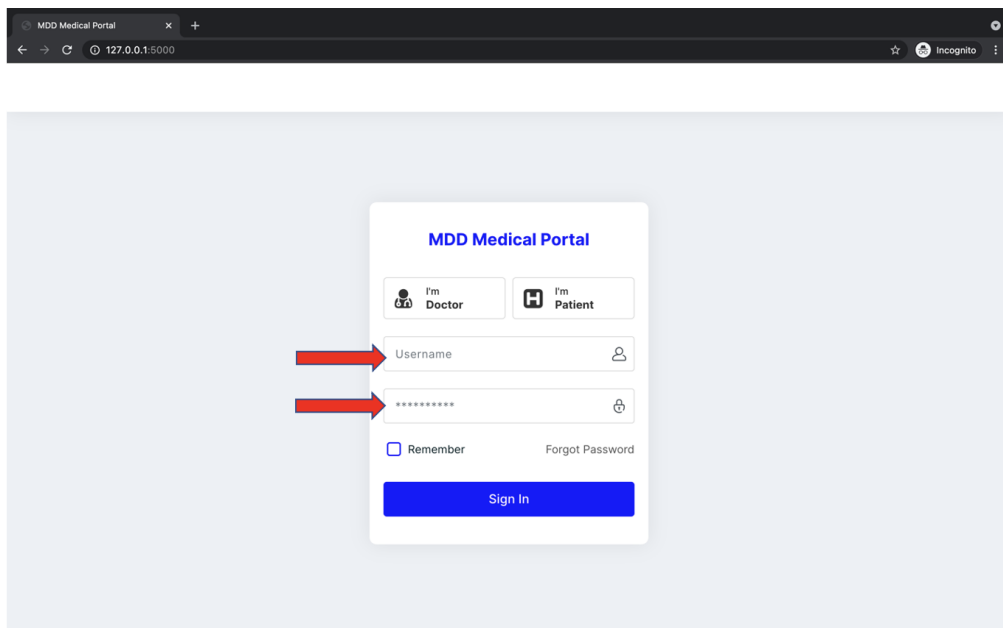 MDD Medical Portal
127.0.0.1:5000
Incognito
MDD Medical Portal
I'm
Doctor
H
I'm
Patient
Username
**********
Remember
Forgot Password
Sign In